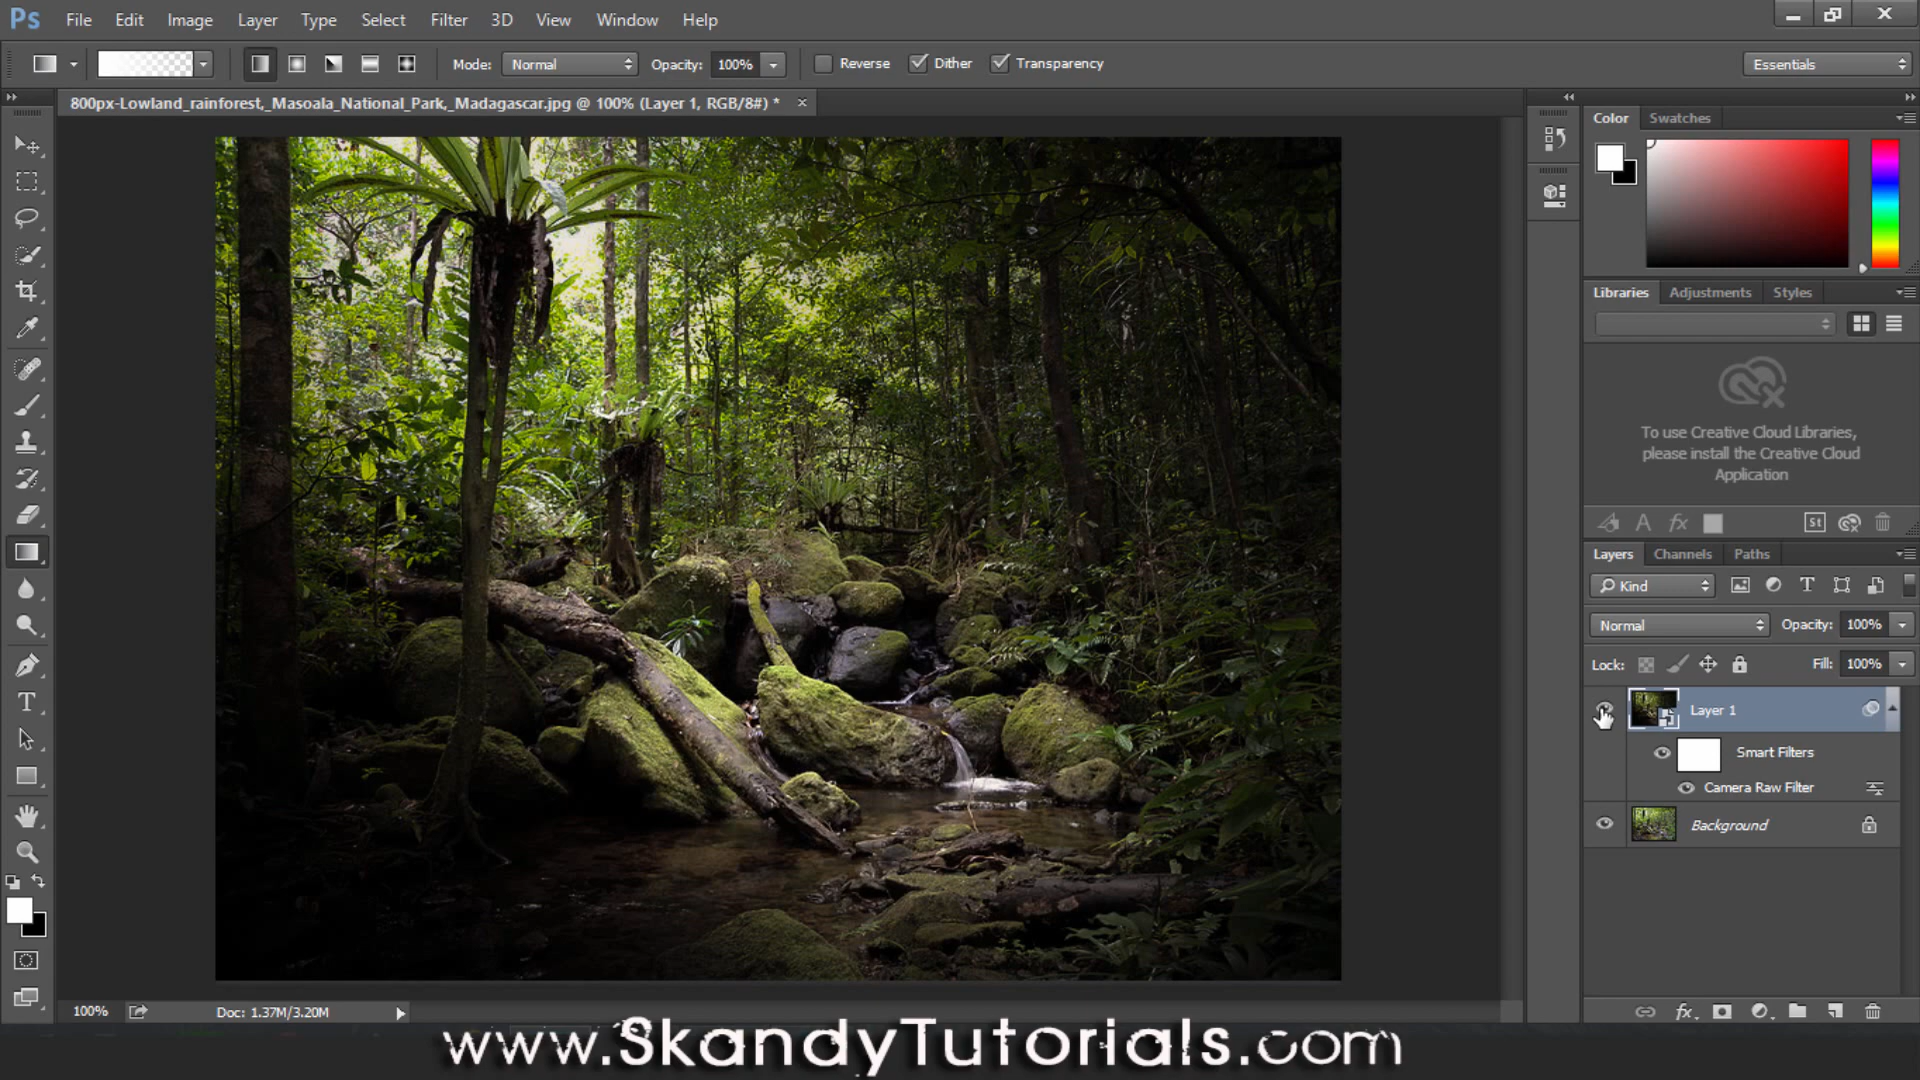 Ps File Edit Image Layer Type Select Filter 3D View Window Help
Mode: Normal Opacity: 100% Reverse Dither Transparency Essentials
800px-Lowland_rainforest,_Masoala_National_Park,_Madagascar.jpg @ 100% (Layer 1, RGB/8#) * ×
Color Swatches
Libraries Adjustments Styles
To use Creative Cloud Libraries,
please install the Creative Cloud
Application
A fx St
Layers Channels Paths
Kind T
Normal Opacity: 100%
Lock: Fill: 100%
Layer 1
Smart Filters
Camera Raw Filter
Background
T
100% Doc: 1.37M/3.20M
fx
www.SkandyTutorials.com